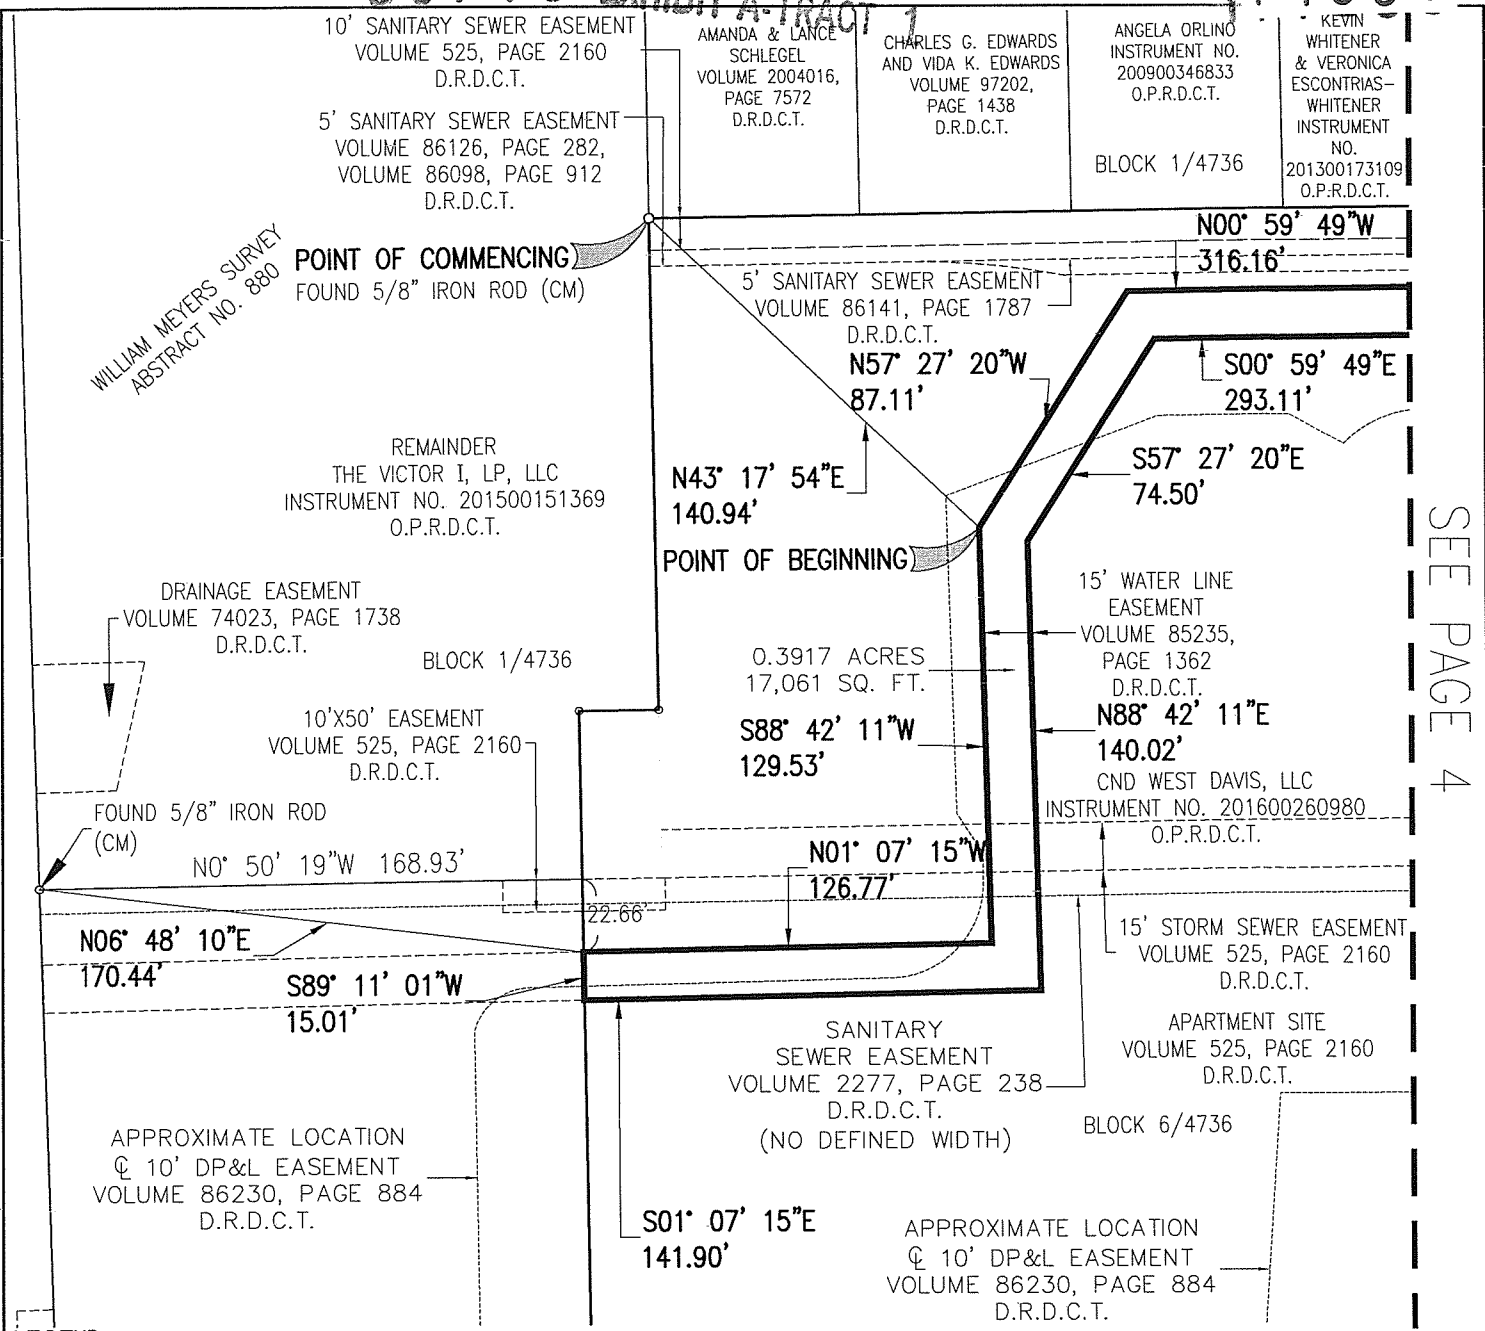 EXHIBIT A-TRACT 1
10' SANITARY SEWER EASEMENT
VOLUME 525, PAGE 2160
D.R.D.C.T.
5' SANITARY SEWER EASEMENT
VOLUME 86126, PAGE 282,
VOLUME 86098, PAGE 912
D.R.D.C.T.
AMANDA & LANCE
SCHLEGEL
VOLUME 2004016,
PAGE 7572
D.R.D.C.T.
CHARLES G. EDWARDS
AND VIDA K. EDWARDS
VOLUME 97202,
PAGE 1438
D.R.D.C.T.
ANGELA ORLINO
INSTRUMENT NO.
200900346833
O.P.R.D.C.T.
BLOCK 1/4736
KEVIN
WHITENER
& VERONICA
ESCONTRIAS-
WHITENER
INSTRUMENT
NO.
201300173109
O.P.R.D.C.T.
WILLIAM MEYERS SURVEY
ABSTRACT NO. 880
POINT OF COMMENCING
FOUND 5/8" IRON ROD (CM)
N00° 59' 49"W
316.16'
5' SANITARY SEWER EASEMENT
VOLUME 86141, PAGE 1787
D.R.D.C.T.
N57° 27' 20"W
87.11'
S00° 59' 49"E
293.11'
REMAINDER
THE VICTOR I, LP, LLC
INSTRUMENT NO. 201500151369
O.P.R.D.C.T.
N43° 17' 54"E
140.94'
S57° 27' 20"E
74.50'
SEE PAGE 4
POINT OF BEGINNING
DRAINAGE EASEMENT
VOLUME 74023, PAGE 1738
D.R.D.C.T.
BLOCK 1/4736
15' WATER LINE
EASEMENT
VOLUME 85235,
PAGE 1362
D.R.D.C.T.
0.3917 ACRES
17,061 SQ. FT.
10'X50' EASEMENT
VOLUME 525, PAGE 2160
D.R.D.C.T.
S88° 42' 11"W
129.53'
N88° 42' 11"E
140.02'
CND WEST DAVIS, LLC
INSTRUMENT NO. 201600260980
O.P.R.D.C.T.
FOUND 5/8" IRON ROD
(CM)
N0° 50' 19"W 168.93'
N01° 07' 15"W
126.77'
22.66'
N06° 48' 10"E
170.44'
S89° 11' 01"W
15.01'
15' STORM SEWER EASEMENT
VOLUME 525, PAGE 2160
D.R.D.C.T.
SANITARY
SEWER EASEMENT
VOLUME 2277, PAGE 238
D.R.D.C.T.
(NO DEFINED WIDTH)
APARTMENT SITE
VOLUME 525, PAGE 2160
D.R.D.C.T.
BLOCK 6/4736
APPROXIMATE LOCATION
℄ 10' DP&L EASEMENT
VOLUME 86230, PAGE 884
D.R.D.C.T.
S01° 07' 15"E
141.90'
APPROXIMATE LOCATION
℄ 10' DP&L EASEMENT
VOLUME 86230, PAGE 884
D.R.D.C.T.